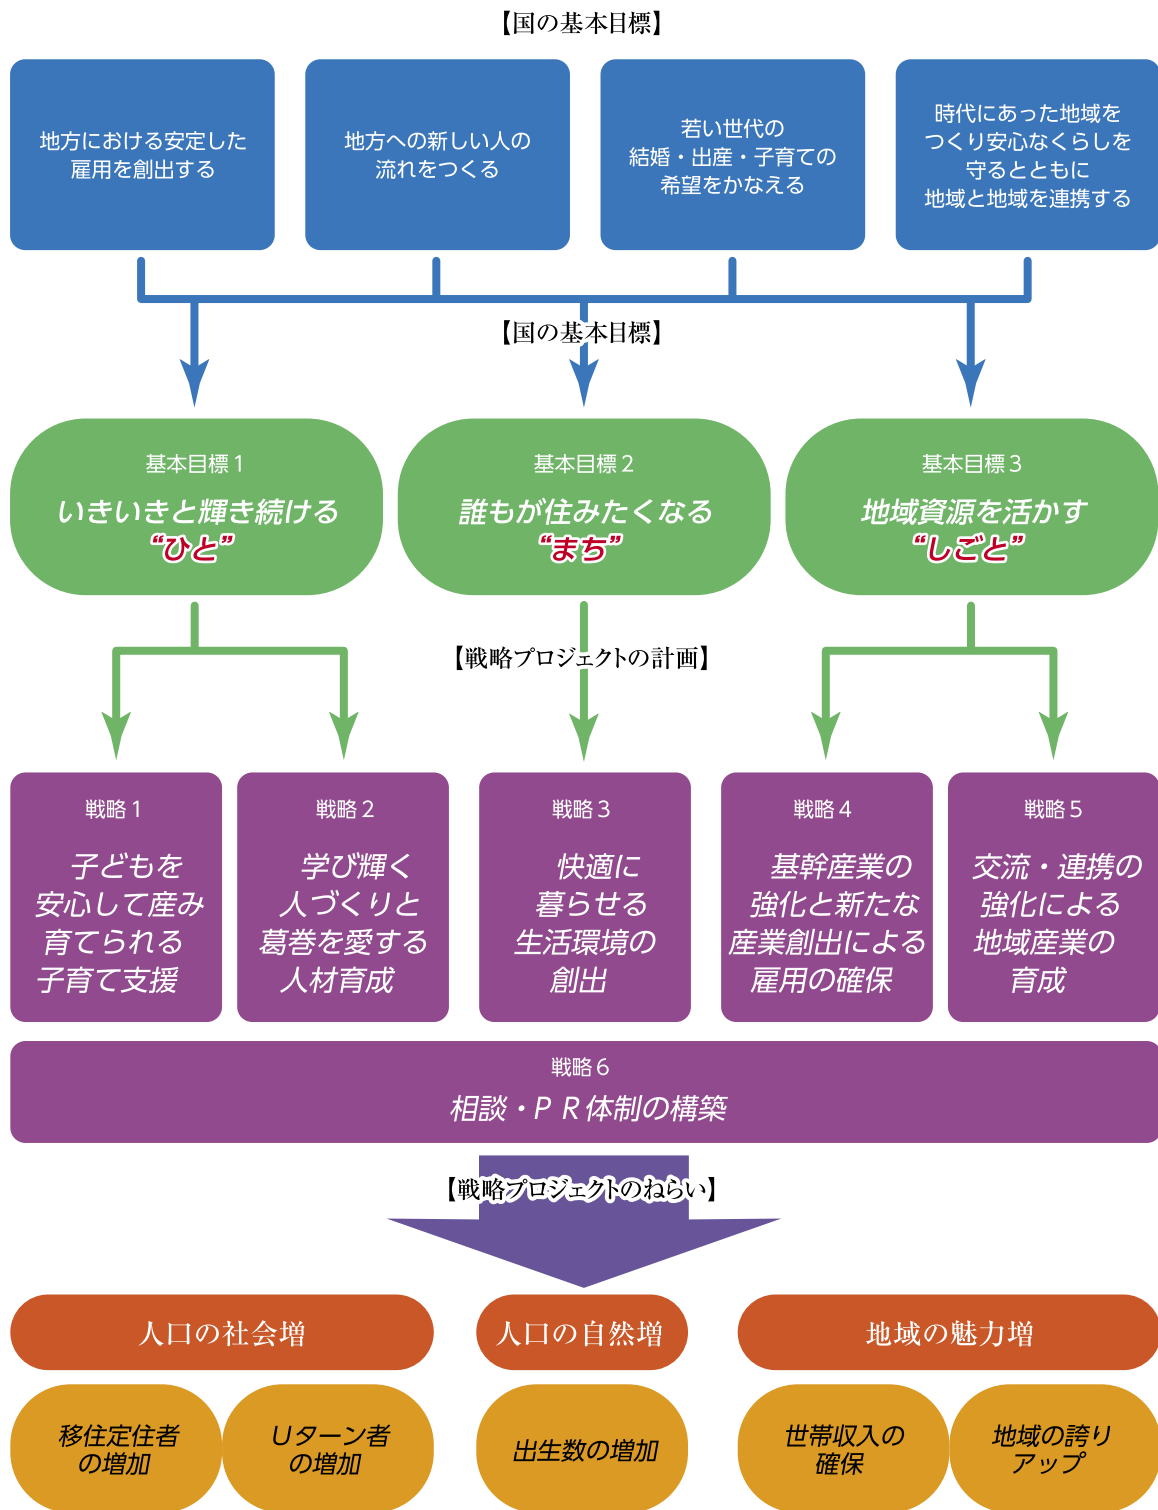 【国の基本目標】
地方における安定した
雇用を創出する
地方への新しい人の
流れをつくる
若い世代の
結婚・出産・子育ての
希望をかなえる
時代にあった地域を
つくり安心なくらしを
守るとともに
地域と地域を連携する
【国の基本目標】
基本目標1
いきいきと輝き続ける
“ひと”
基本目標2
誰もが住みたくなる
“まち”
基本目標3
地域資源を活かす
“しごと”
【戦略プロジェクトの計画】
戦略1
子どもを
安心して産み
育てられる
子育て支援
戦略2
学び輝く
人づくりと
葛巻を愛する
人材育成
戦略3
快適に
暮らせる
生活環境の
創出
戦略4
基幹産業の
強化と新たな
産業創出による
雇用の確保
戦略5
交流・連携の
強化による
地域産業の
育成
戦略6
相談・ＰＲ体制の構築
【戦略プロジェクトのねらい】
人口の社会増
人口の自然増
地域の魅力増
移住定住者
の増加
Uターン者
の増加
出生数の増加
世帯収入の
確保
地域の誇り
アップ